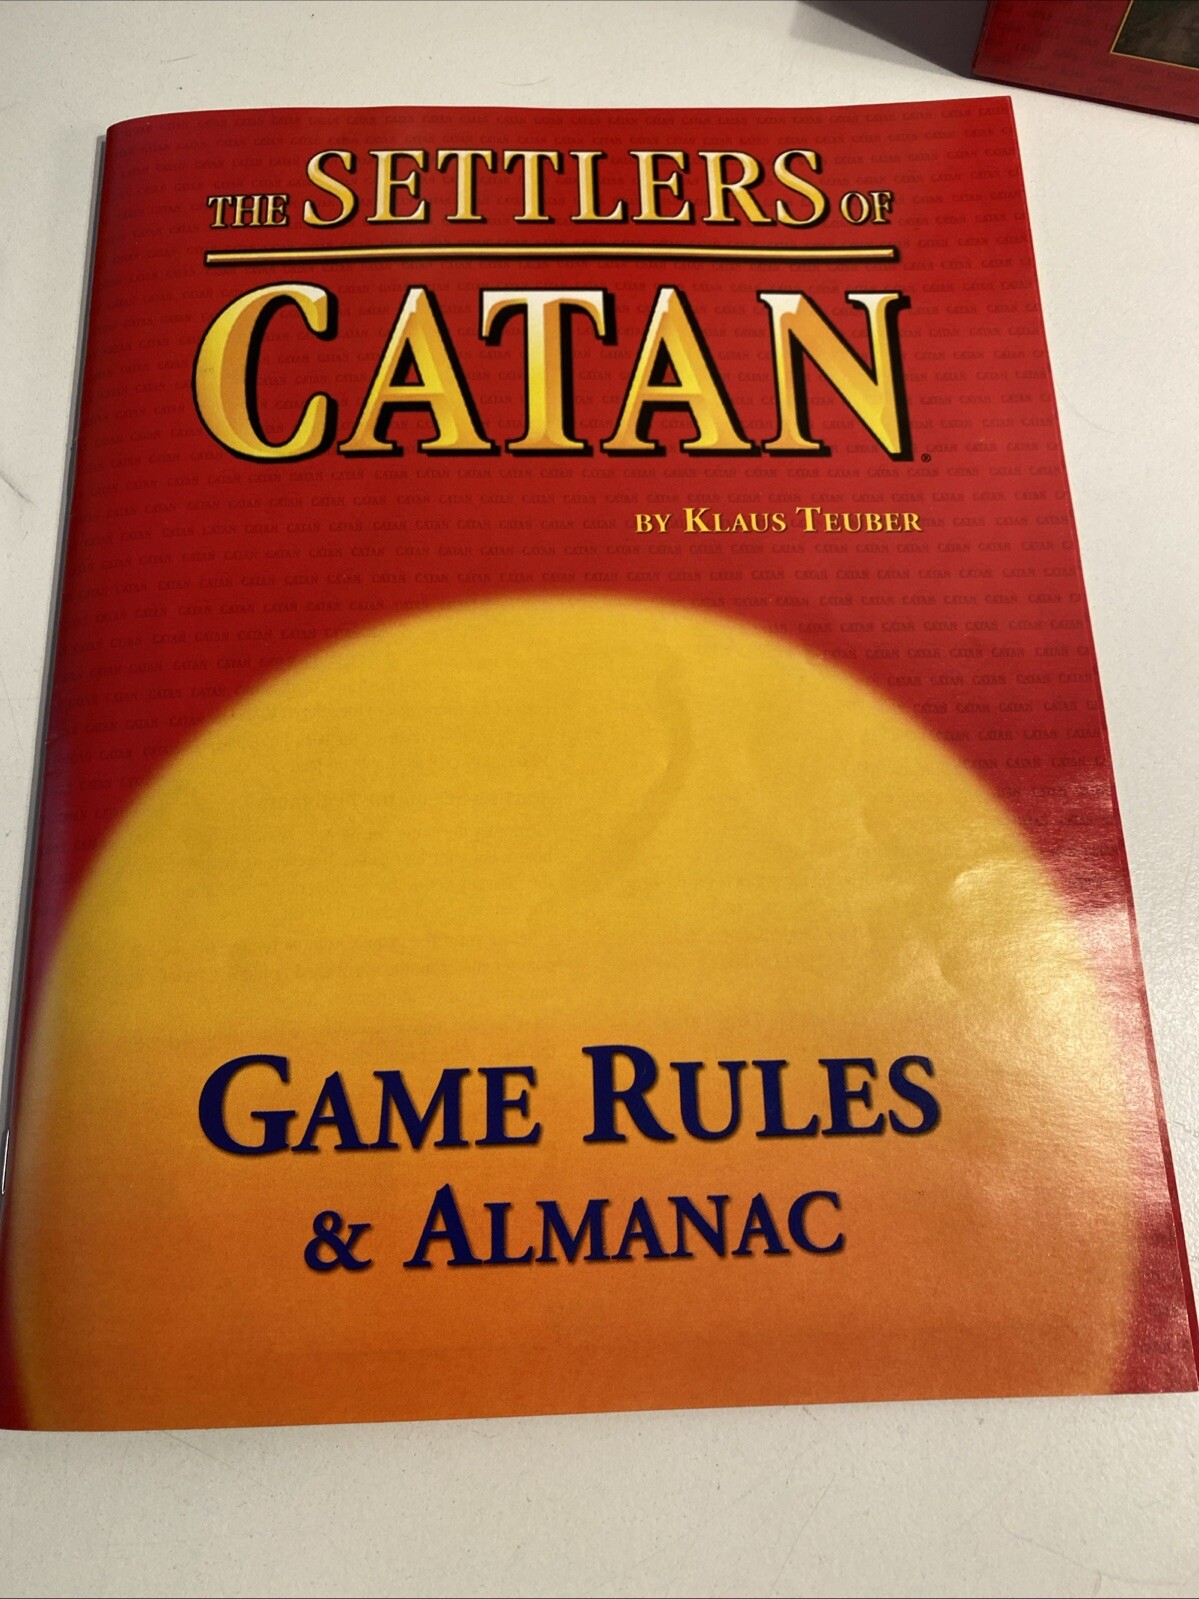 THE SETTLERS OF
CATAN®
BY KLAUS TEUBER
GAME RULES
& ALMANAC